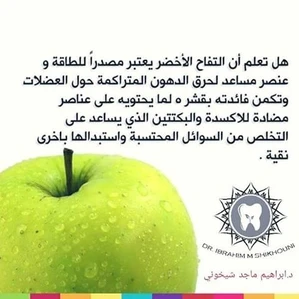 هل تعلم أن التفاح الأخضر يعتبر مصدراً للطاقة و
عنصر مساعد لحرق الدهون المتراكمة حول العضلات
وتكمن فائدته بقشر ه لما يحتويه على عناصر
مضادة للاكسدة والبكتين الذي يساعد على
التخلص من السوائل المحتسبة واستبدالها باخرى
نقية .
DR. IBRAHIM M SHIKHOUNI
د.ابراهيم ماجد شيخوني